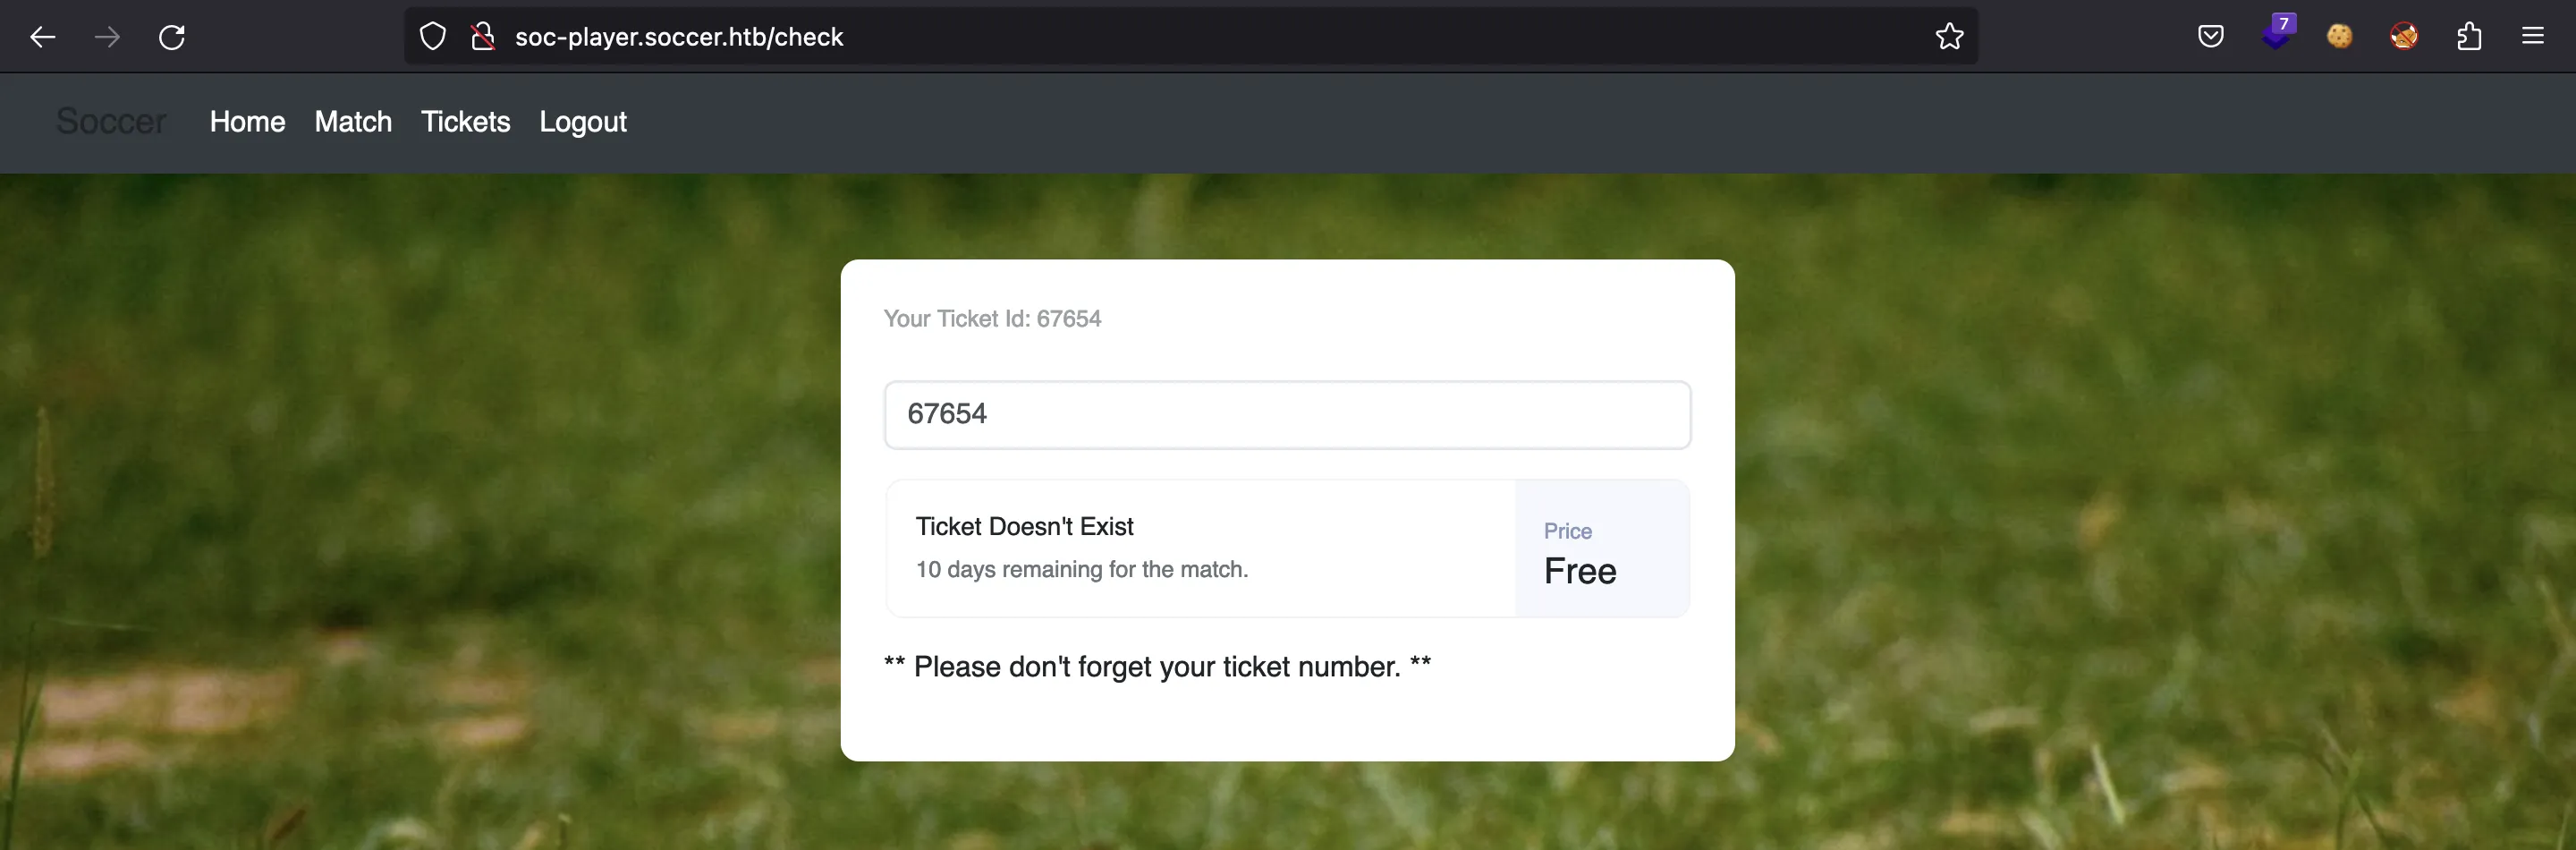 soc-player.soccer.htb/check
7
Soccer Home Match Tickets Logout
Your Ticket Id: 67654
67654
Ticket Doesn't Exist
10 days remaining for the match.
Price
Free
** Please don't forget your ticket number. **